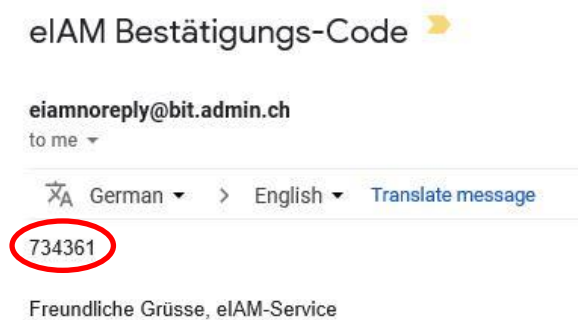 eIAM Bestätigungs-Code
eiamnoreply@bit.admin.ch
to me
German > English Translate message
734361
Freundliche Grüsse, eIAM-Service